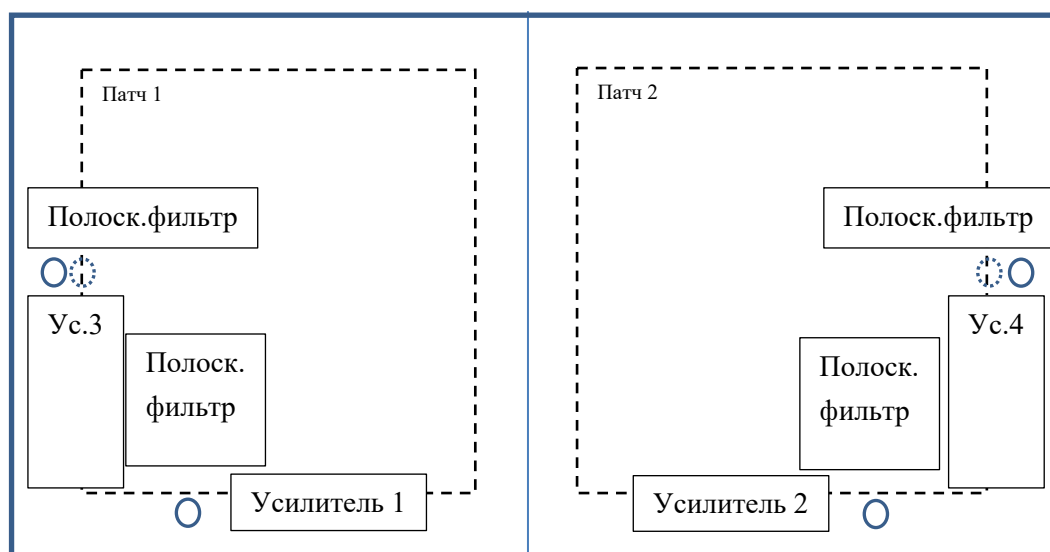 Патч 1
Патч 2
Полоск.фильтр
Полоск.фильтр
Ус.3
Ус.4
Полоск.
фильтр
Полоск.
фильтр
Усилитель 1
Усилитель 2